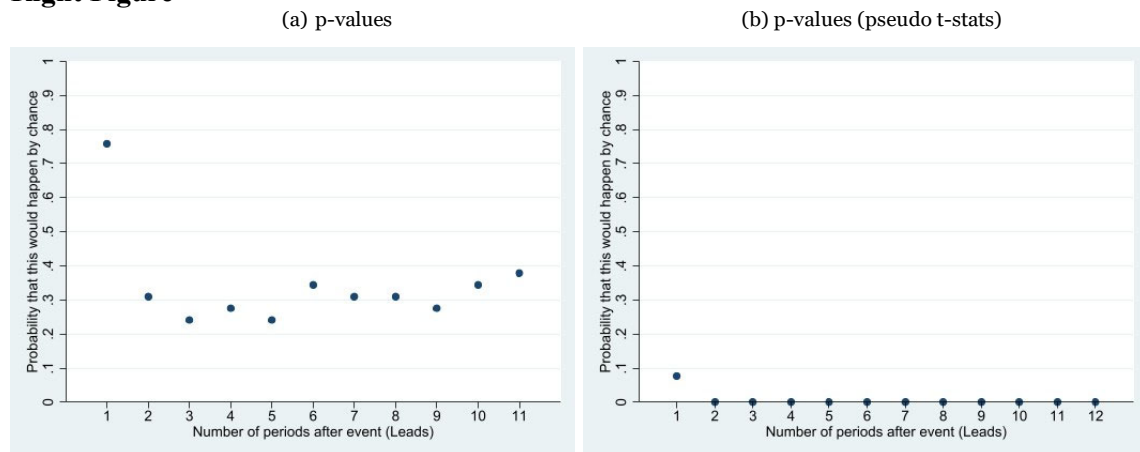 (a) p-values
(b) p-values (pseudo t-stats)
Probability that this would happen by chance
1
.9
.8
.7
.6
.5
.4
.3
.2
.1
0
1 2 3 4 5 6 7 8 9 10 11
Number of periods after event (Leads)
Probability that this would happen by chance
1
.9
.8
.7
.6
.5
.4
.3
.2
.1
0
1 2 3 4 5 6 7 8 9 10 11 12
Number of periods after event (Leads)